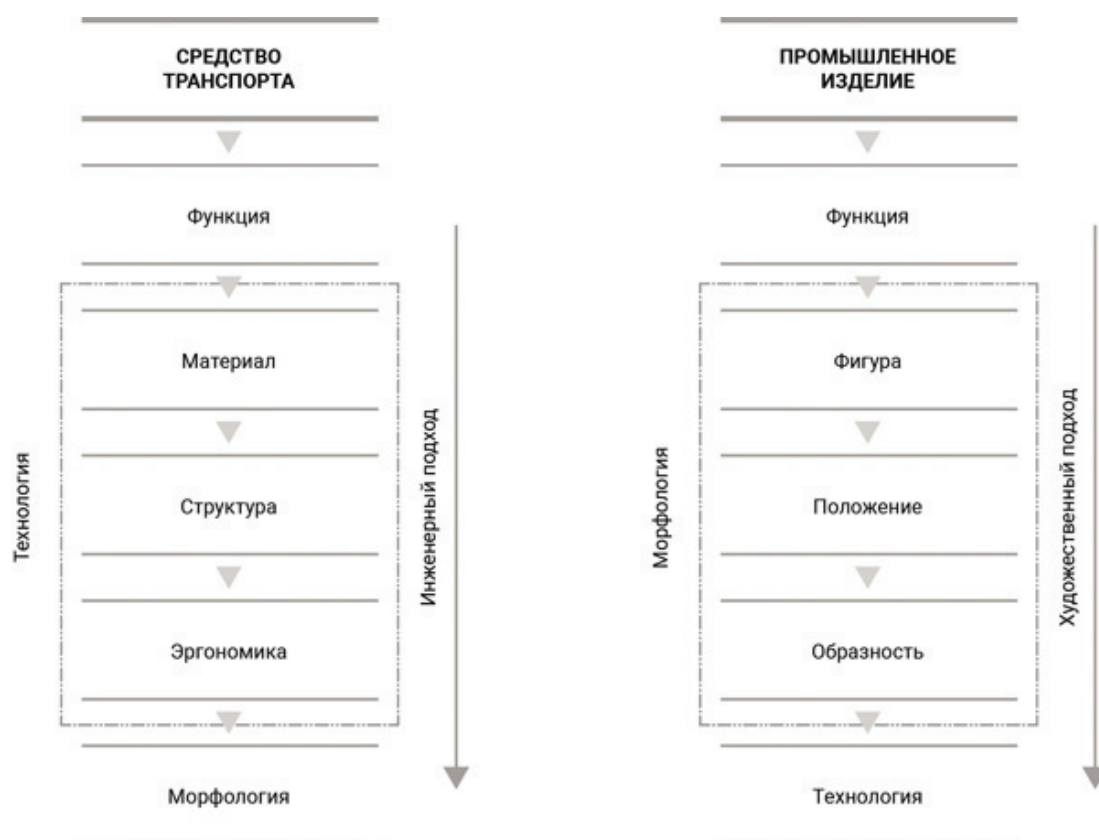 СРЕДСТВО
ТРАНСПОРТА
Функция
Материал
Структура
Эргономика
Морфология
Технология
Инженерный подход
ПРОМЫШЛЕННОЕ
ИЗДЕЛИЕ
Функция
Фигура
Положение
Образность
Технология
Морфология
Художественный подход